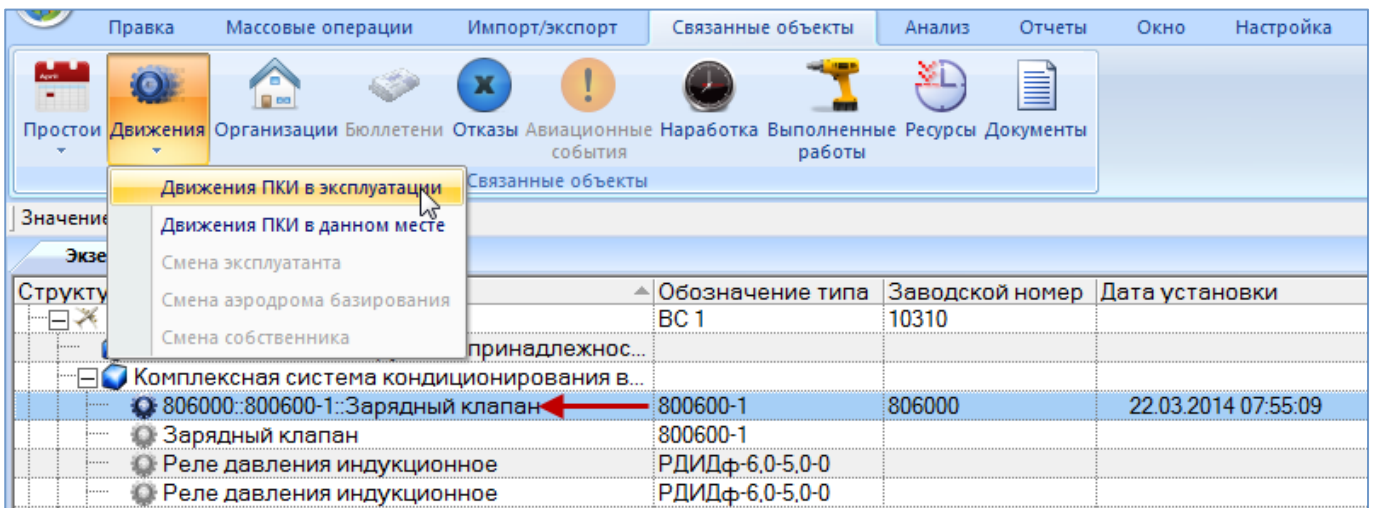 Правка Массовые операции Импорт/экспорт Связанные объекты Анализ Отчеты Окно Настройка
April
Простои Движения Организации Бюллетени Отказы Авиационные события Наработка Выполненные работы Ресурсы Документы
Связанные объекты
Движения ПКИ в эксплуатации
Движения ПКИ в данном месте
Смена эксплуатанта
Смена аэродрома базирования
Смена собственника
Значение
Экзе
Структу Обозначение типа Заводской номер Дата установки
ВС 1 10310
принадлежнос...
Комплексная система кондиционирования в...
806000::800600-1::Зарядный клапан 800600-1 806000 22.03.2014 07:55:09
Зарядный клапан 800600-1
Реле давления индукционное РДИДф-6,0-5,0-0
Реле давления индукционное РДИДф-6,0-5,0-0